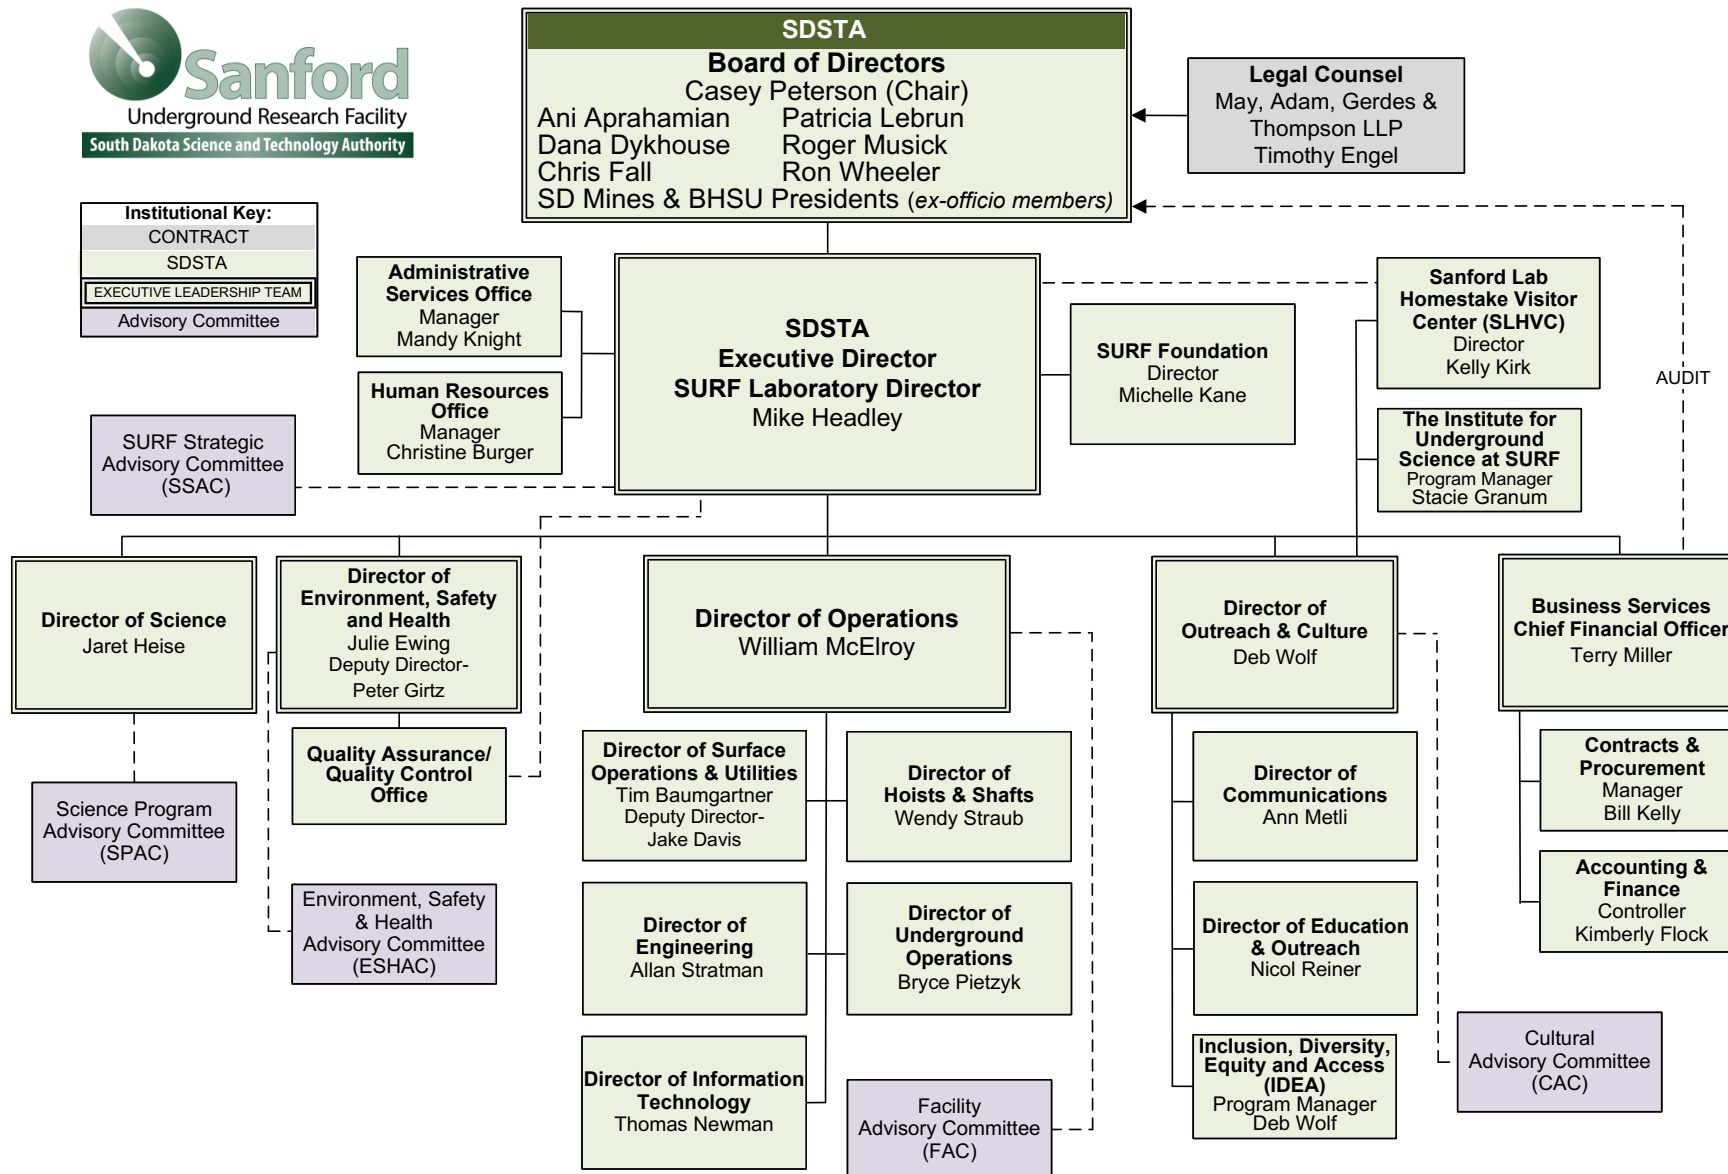 Sanford
Underground Research Facility
South Dakota Science and Technology Authority
SDSTA
Board of Directors
Casey Peterson (Chair)
Ani Aprahamian Patricia Lebrun
Dana Dykhouse Roger Musick
Chris Fall Ron Wheeler
SD Mines & BHSU Presidents (ex-officio members)
Legal Counsel
May, Adam, Gerdes &
Thompson LLP
Timothy Engel
Institutional Key:
CONTRACT
SDSTA
EXECUTIVE LEADERSHIP TEAM
Advisory Committee
Administrative
Services Office
Manager
Mandy Knight
Human Resources
Office
Manager
Christine Burger
SDSTA
Executive Director
SURF Laboratory Director
Mike Headley
SURF Foundation
Director
Michelle Kane
Sanford Lab
Homestake Visitor
Center (SLHVC)
Director
Kelly Kirk
AUDIT
The Institute for
Underground
Science at SURF
Program Manager
Stacie Granum
SURF Strategic
Advisory Committee
(SSAC)
Director of Science
Jaret Heise
Director of
Environment, Safety
and Health
Julie Ewing
Deputy Director-
Peter Girtz
Director of Operations
William McElroy
Director of
Outreach & Culture
Deb Wolf
Business Services
Chief Financial Officer
Terry Miller
Quality Assurance/
Quality Control
Office
Science Program
Advisory Committee
(SPAC)
Environment, Safety
& Health
Advisory Committee
(ESHAC)
Director of Surface
Operations & Utilities
Tim Baumgartner
Deputy Director-
Jake Davis
Director of
Hoists & Shafts
Wendy Straub
Director of
Engineering
Allan Stratman
Director of
Underground
Operations
Bryce Pietzyk
Director of Information
Technology
Thomas Newman
Facility
Advisory Committee
(FAC)
Director of
Communications
Ann Metli
Director of Education
& Outreach
Nicol Reiner
Inclusion, Diversity,
Equity and Access
(IDEA)
Program Manager
Deb Wolf
Contracts &
Procurement
Manager
Bill Kelly
Accounting &
Finance
Controller
Kimberly Flock
Cultural
Advisory Committee
(CAC)